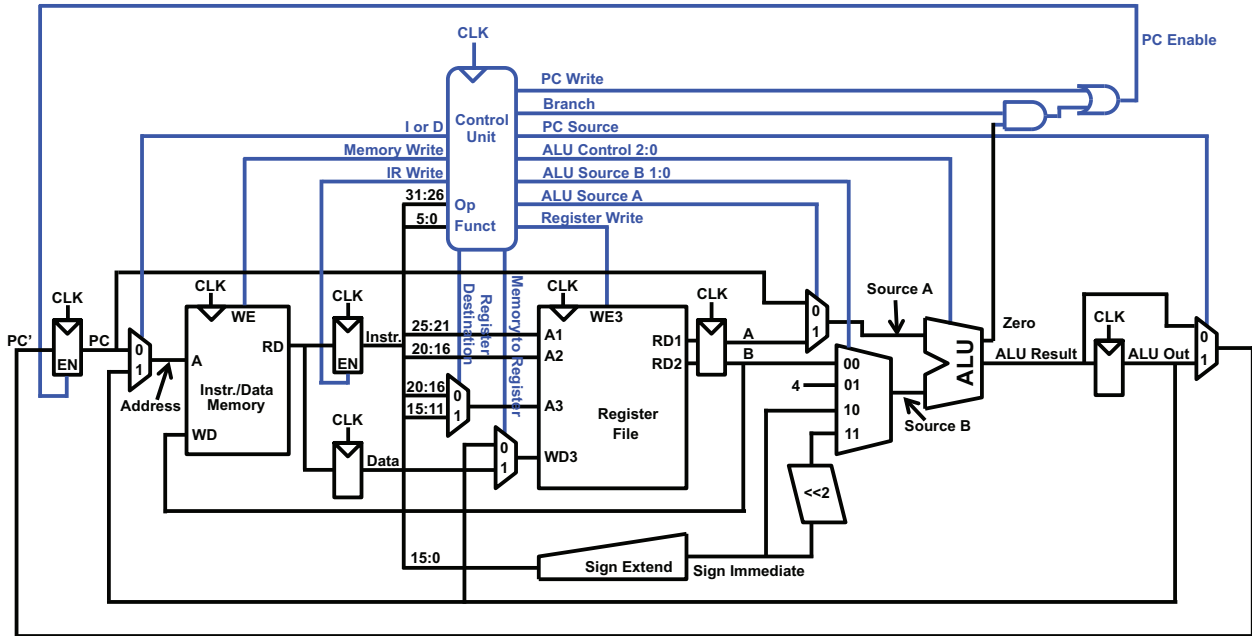 CLK
PC Enable
PC Write
Branch
I or D
Control
Unit
PC Source
Memory Write
ALU Control 2:0
IR Write
ALU Source B 1:0
31:26
Op
ALU Source A
5:0
Funct
Register Write
CLK
CLK
CLK
Register
Destination
Memory to Register
CLK
CLK
Source A
WE
WE3
PC'
PC
EN
0
1
A
RD
EN
Instr.
25:21
A1
20:16
A2
RD1
RD2
A
B
0
1
00
4
01
10
11
ALU
Zero
ALU Result
CLK
ALU Out
0
1
Address
Instr./Data
Memory
WD
20:16
0
15:11
1
A3
Register
File
Source B
CLK
Data
0
1
WD3
<<2
15:0
Sign Extend
Sign Immediate